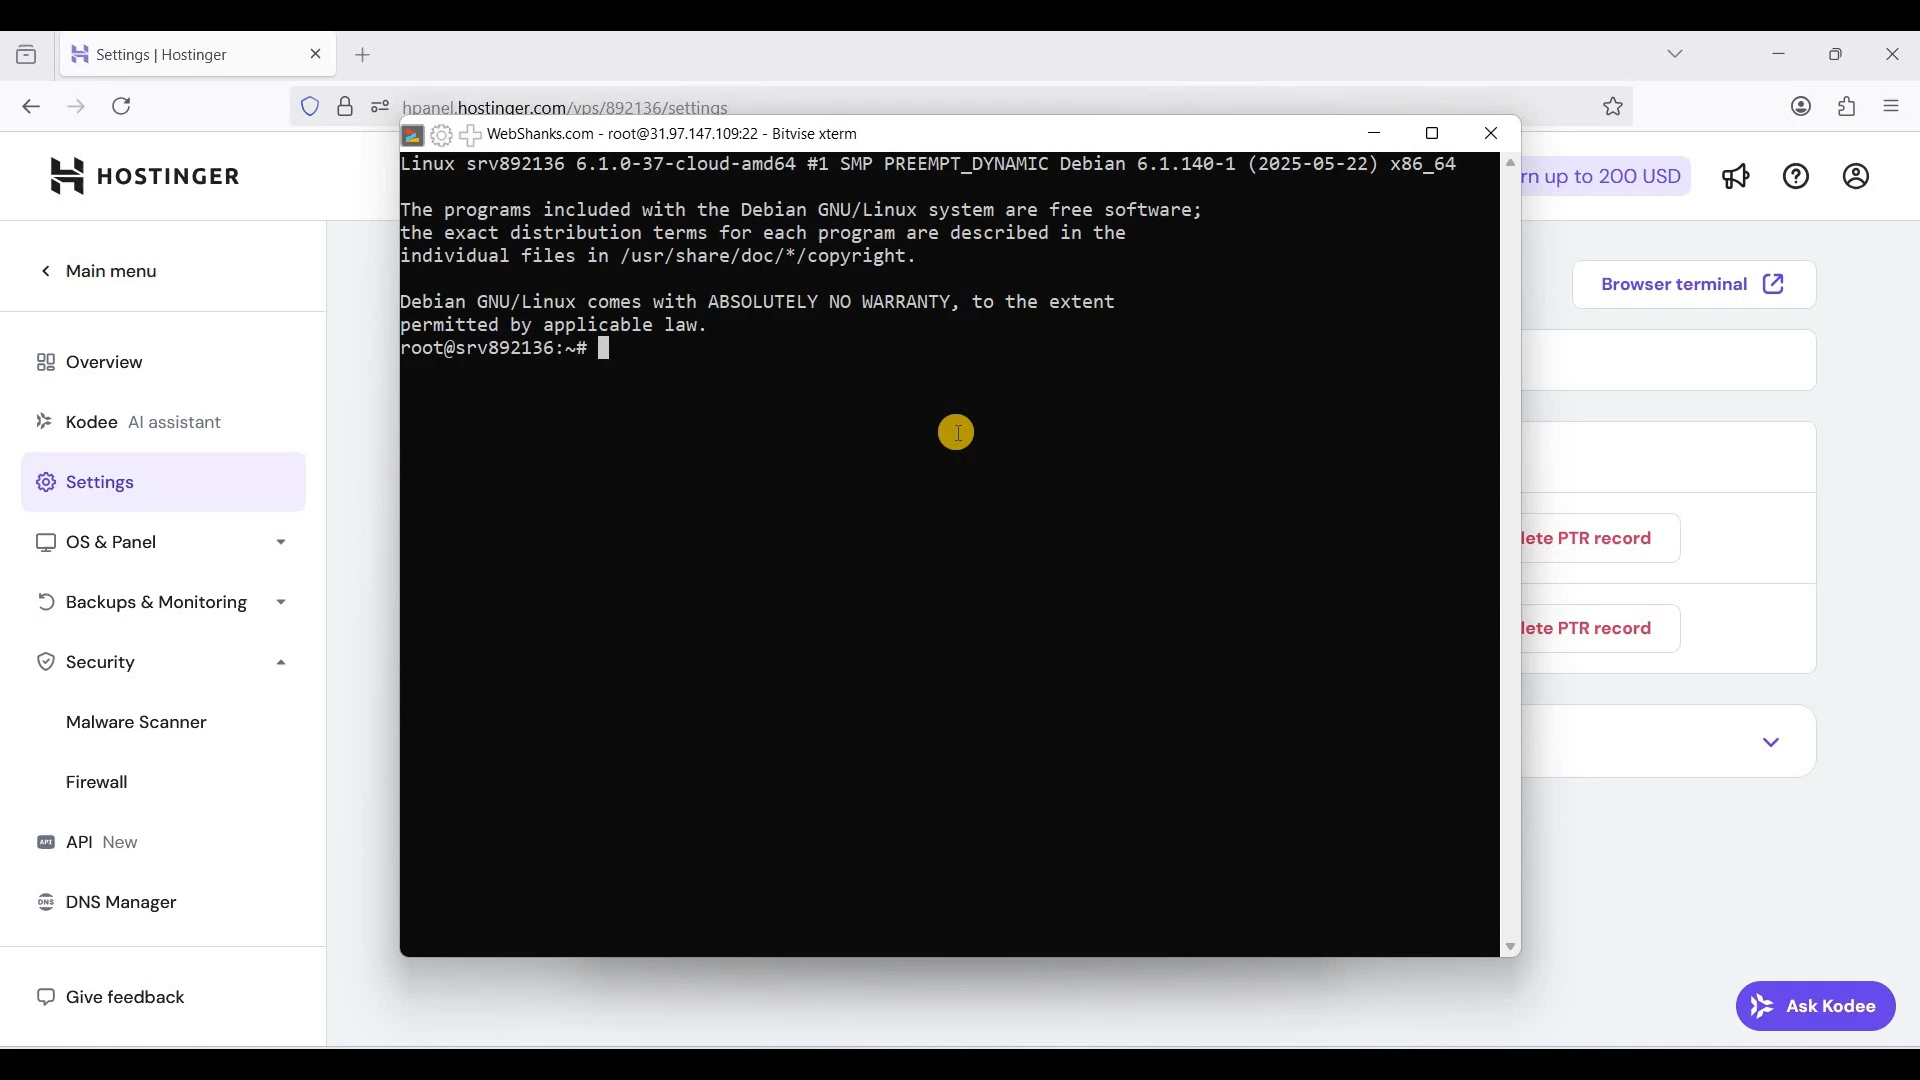 Settings | Hostinger
hpanel.hostinger.com/vps/892136/settings
WebShanks.com - root@31.97.147.109:22 - Bitvise xterm
Linux srv892136 6.1.0-37-cloud-amd64 #1 SMP PREEMPT_DYNAMIC Debian 6.1.140-1 (2025-05-22) x86_64
The programs included with the Debian GNU/Linux system are free software;
the exact distribution terms for each program are described in the
individual files in /usr/share/doc/*/copyright.
Debian GNU/Linux comes with ABSOLUTELY NO WARRANTY, to the extent
permitted by applicable law.
root@srv892136:~#
HOSTINGER
Main menu
Overview
Kodee AI assistant
Settings
OS & Panel
Backups & Monitoring
Security
Malware Scanner
Firewall
API New
DNS Manager
Give feedback
rn up to 200 USD
Browser terminal
lete PTR record
lete PTR record
Ask Kodee